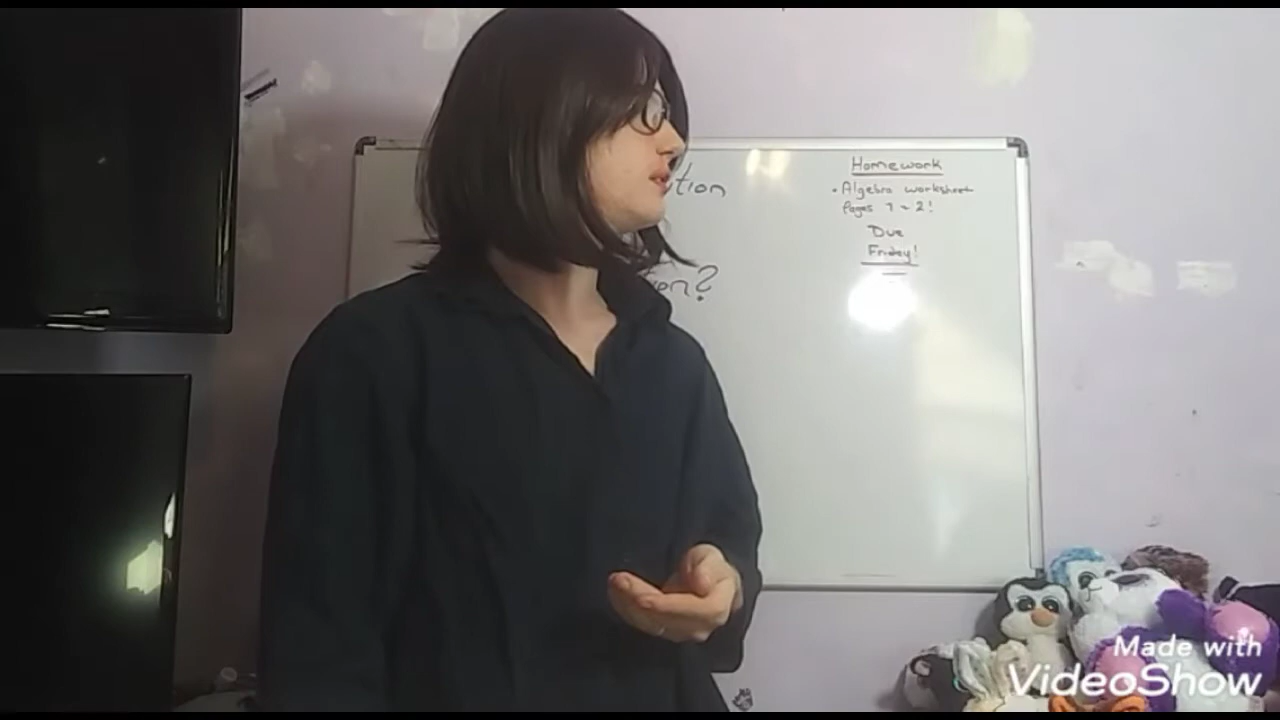 tion
on?
Homework
• Algebra worksheet
Pages 1 - 2!
Due
Friday!
Made with
VideoShow